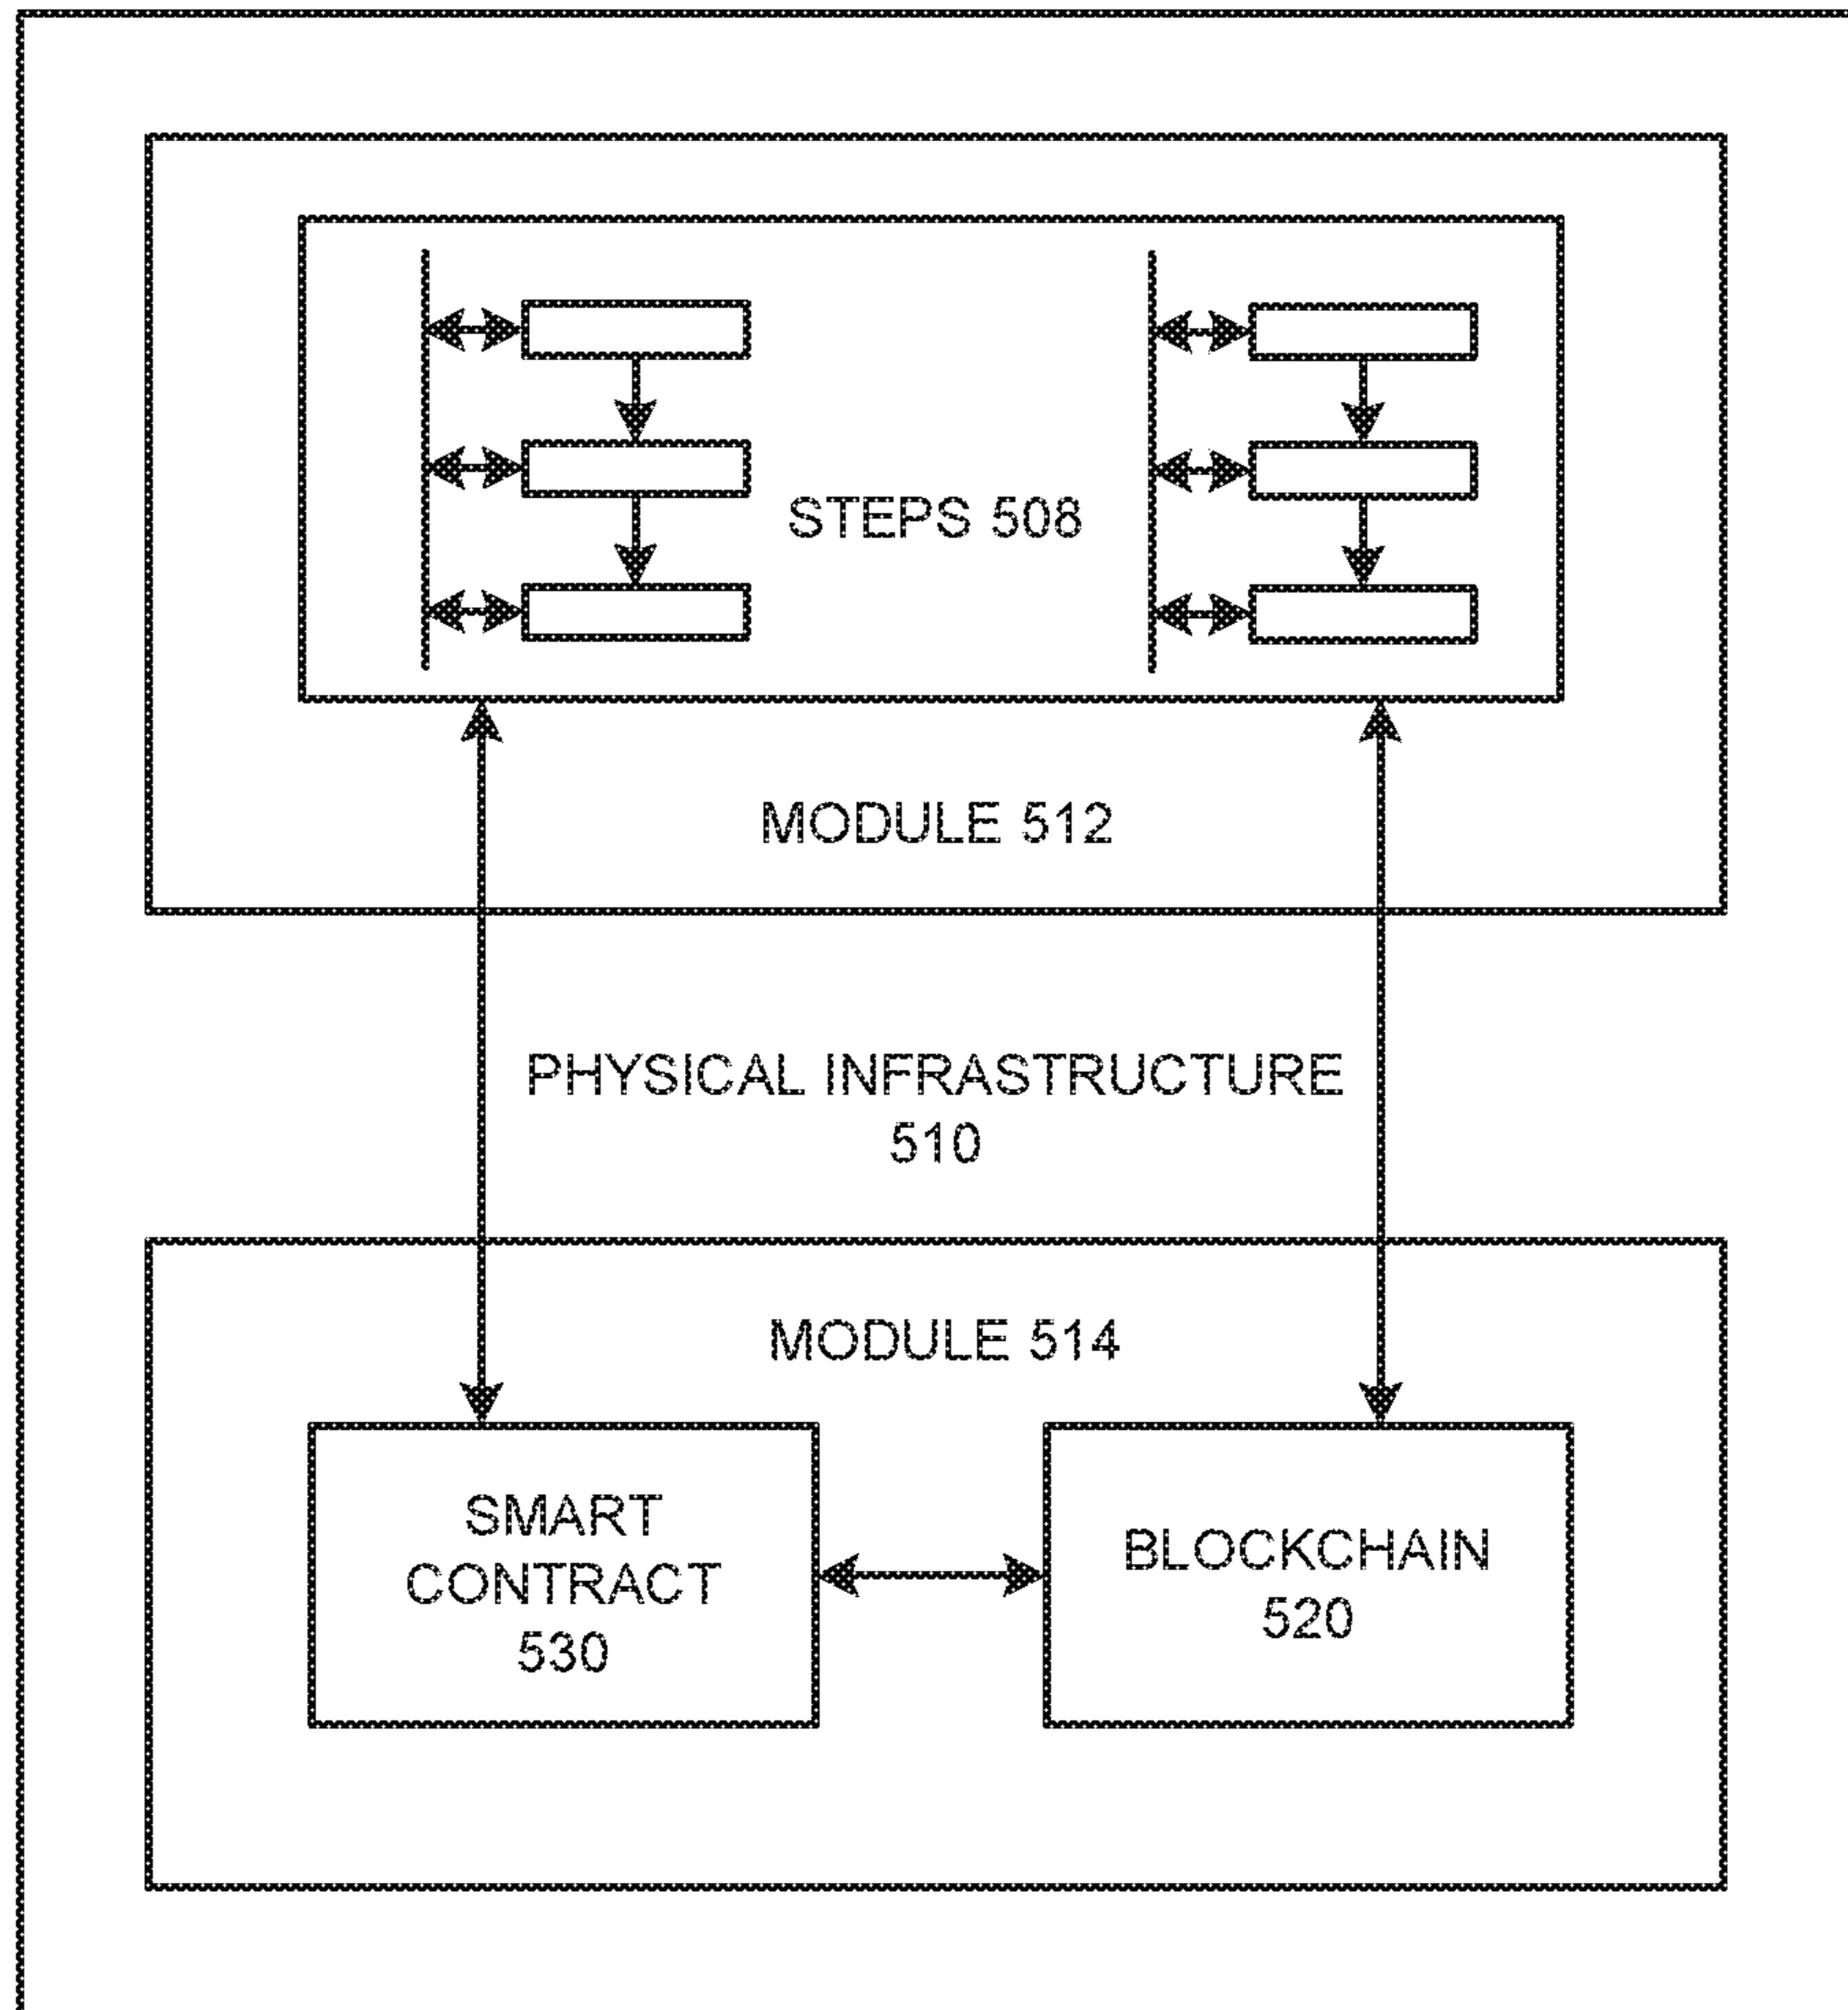 STEPS 508
MODULE 512
PHYSICAL INFRASTRUCTURE
510
MODULE 514
SMART
CONTRACT
530
BLOCKCHAIN
520